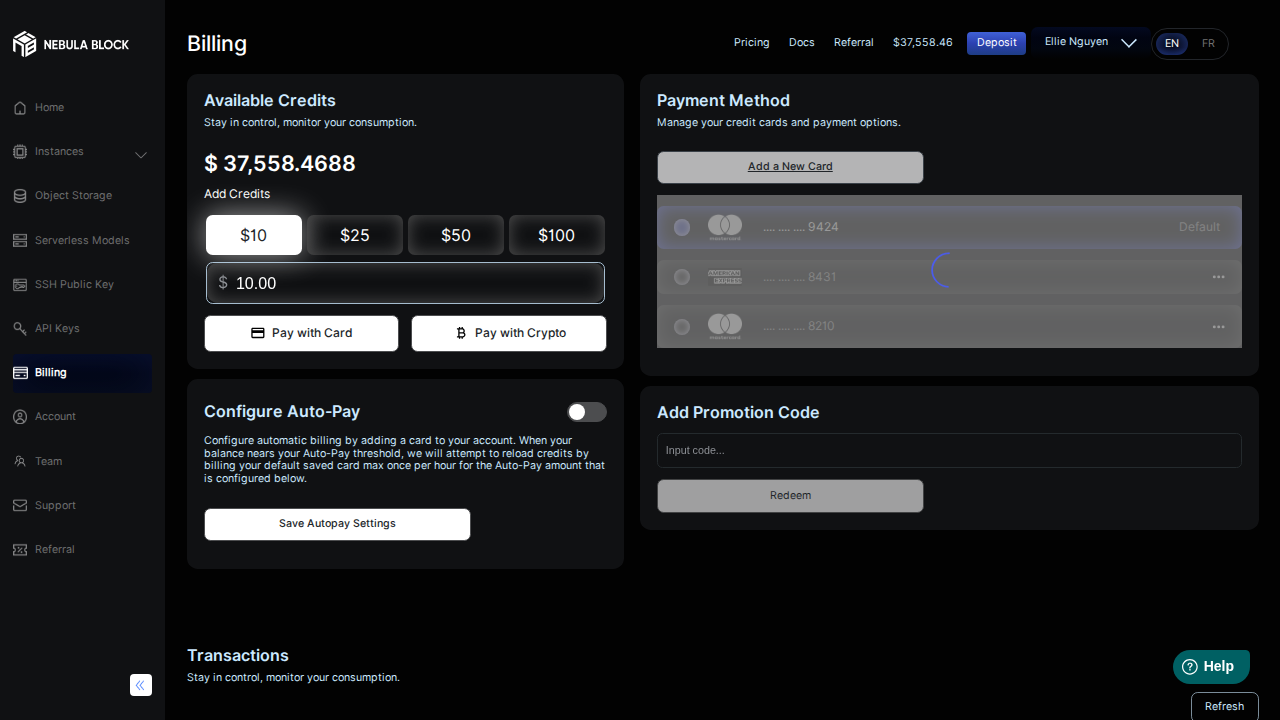 NEBULA BLOCK
Home
Instances
Object Storage
Serverless Models
SSH Public Key
API Keys
Billing
Account
Team
Support
Referral
Billing
Pricing
Docs
Referral
$37,558.46
Deposit
Ellie Nguyen
EN
FR
Available Credits
Stay in control, monitor your consumption.
$ 37,558.4688
Add Credits
$10
$25
$50
$100
$ 10.00
Pay with Card
Pay with Crypto
Configure Auto-Pay
Configure automatic billing by adding a card to your account. When your
balance nears your Auto-Pay threshold, we will attempt to reload credits by
billing your default saved card max once per hour for the Auto-Pay amount that
is configured below.
Save Autopay Settings
Payment Method
Manage your credit cards and payment options.
Add a New Card
mastercard
.... .... .... 9424
Default
AMERICAN
EXPRESS
.... .... .... 8431
mastercard
.... .... .... 8210
Add Promotion Code
Input code...
Redeem
Transactions
Stay in control, monitor your consumption.
Help
Refresh